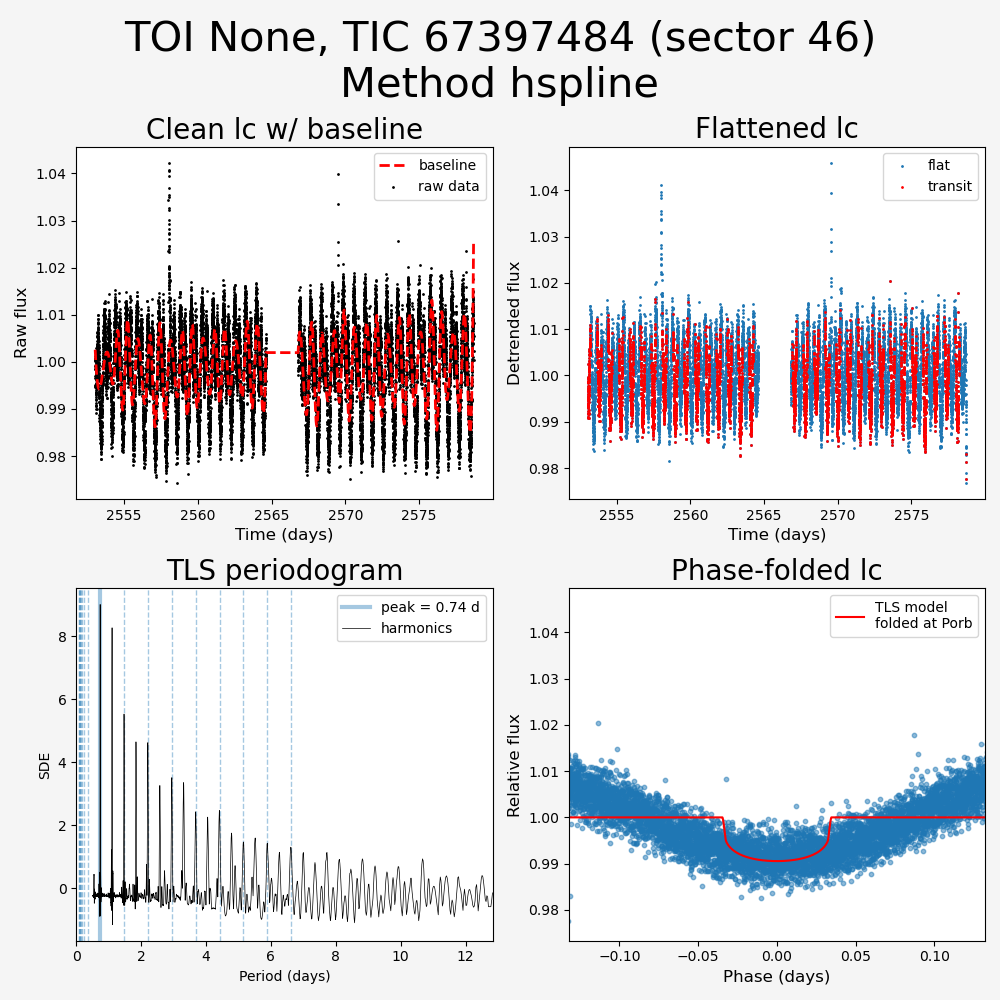 TOI None, TIC 67397484 (sector 46)
Method hspline
Clean lc w/ baseline
Raw flux
1.04
1.03
1.02
1.01
1.00
0.99
0.98
baseline
raw data
2555
2560
2565
2570
2575
Time (days)
Flattened lc
Detrended flux
1.04
1.03
1.02
1.01
1.00
0.99
0.98
flat
transit
2555
2560
2565
2570
2575
Time (days)
TLS periodogram
SDE
8
6
4
2
0
peak = 0.74 d
harmonics
0
2
4
6
8
10
12
Period (days)
Phase-folded lc
Relative flux
1.04
1.03
1.02
1.01
1.00
0.99
0.98
TLS model
folded at Porb
−0.10
−0.05
0.00
0.05
0.10
Phase (days)